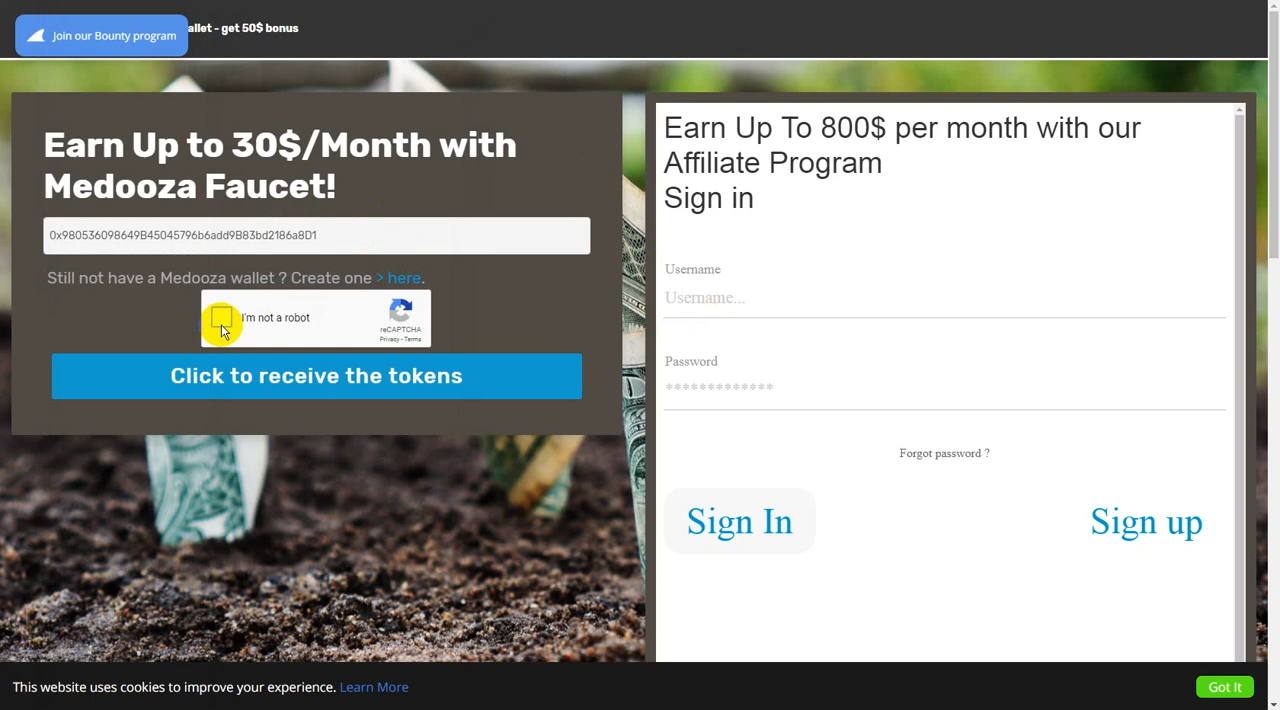 Join our Bounty program
allet - get 50$ bonus
Earn Up to 30$/Month with
Medooza Faucet!
0x980536098649B45045796b6add9B83bd2186a8D1
Still not have a Medooza wallet ? Create one > here.
I'm not a robot
reCAPTCHA
Privacy - Terms
Click to receive the tokens
Earn Up To 800$ per month with our
Affiliate Program
Sign in
Username
Username...
Password
*************
Forgot password ?
Sign In
Sign up
This website uses cookies to improve your experience. Learn More
Got It